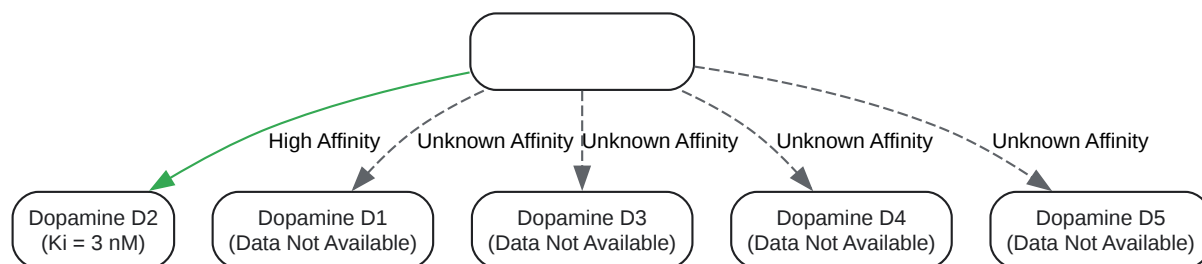 High Affinity
Unknown Affinity
Unknown Affinity
Unknown Affinity
Unknown Affinity
Dopamine D2
(Ki = 3 nM)
Dopamine D1
(Data Not Available)
Dopamine D3
(Data Not Available)
Dopamine D4
(Data Not Available)
Dopamine D5
(Data Not Available)